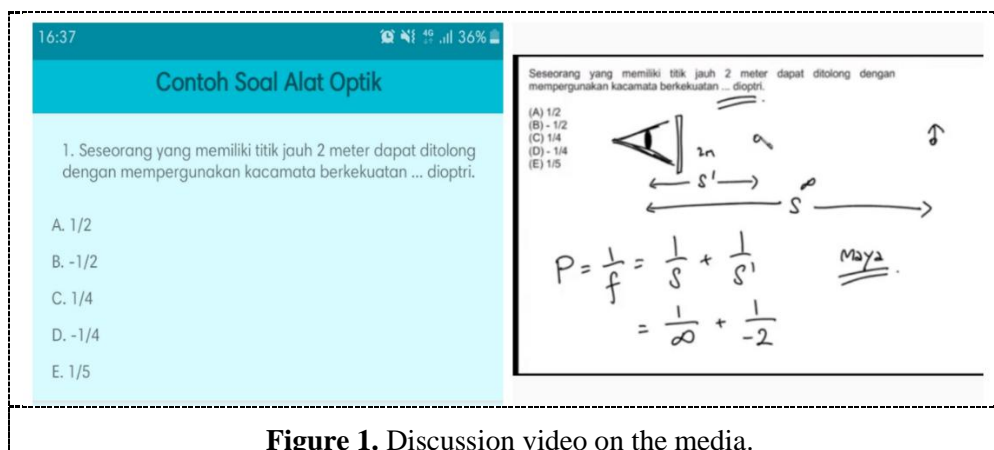 16:37
4G 36%
Contoh Soal Alat Optik
1. Seseorang yang memiliki titik jauh 2 meter dapat ditolong
dengan mempergunakan kacamata berkekuatan ... dioptri.
A. 1/2
B. -1/2
C. 1/4
D. -1/4
E. 1/5
Seseorang yang memiliki titik jauh 2 meter dapat ditolong dengan
mempergunakan kacamata berkekuatan ... dioptri.
(A) 1/2
(B) - 1/2
(C) 1/4
(D) - 1/4
(E) 1/5
2m
S'
∞
S
P = 1/f = 1/S + 1/S'
= 1/∞ + 1/-2
Maya
Figure 1. Discussion video on the media.